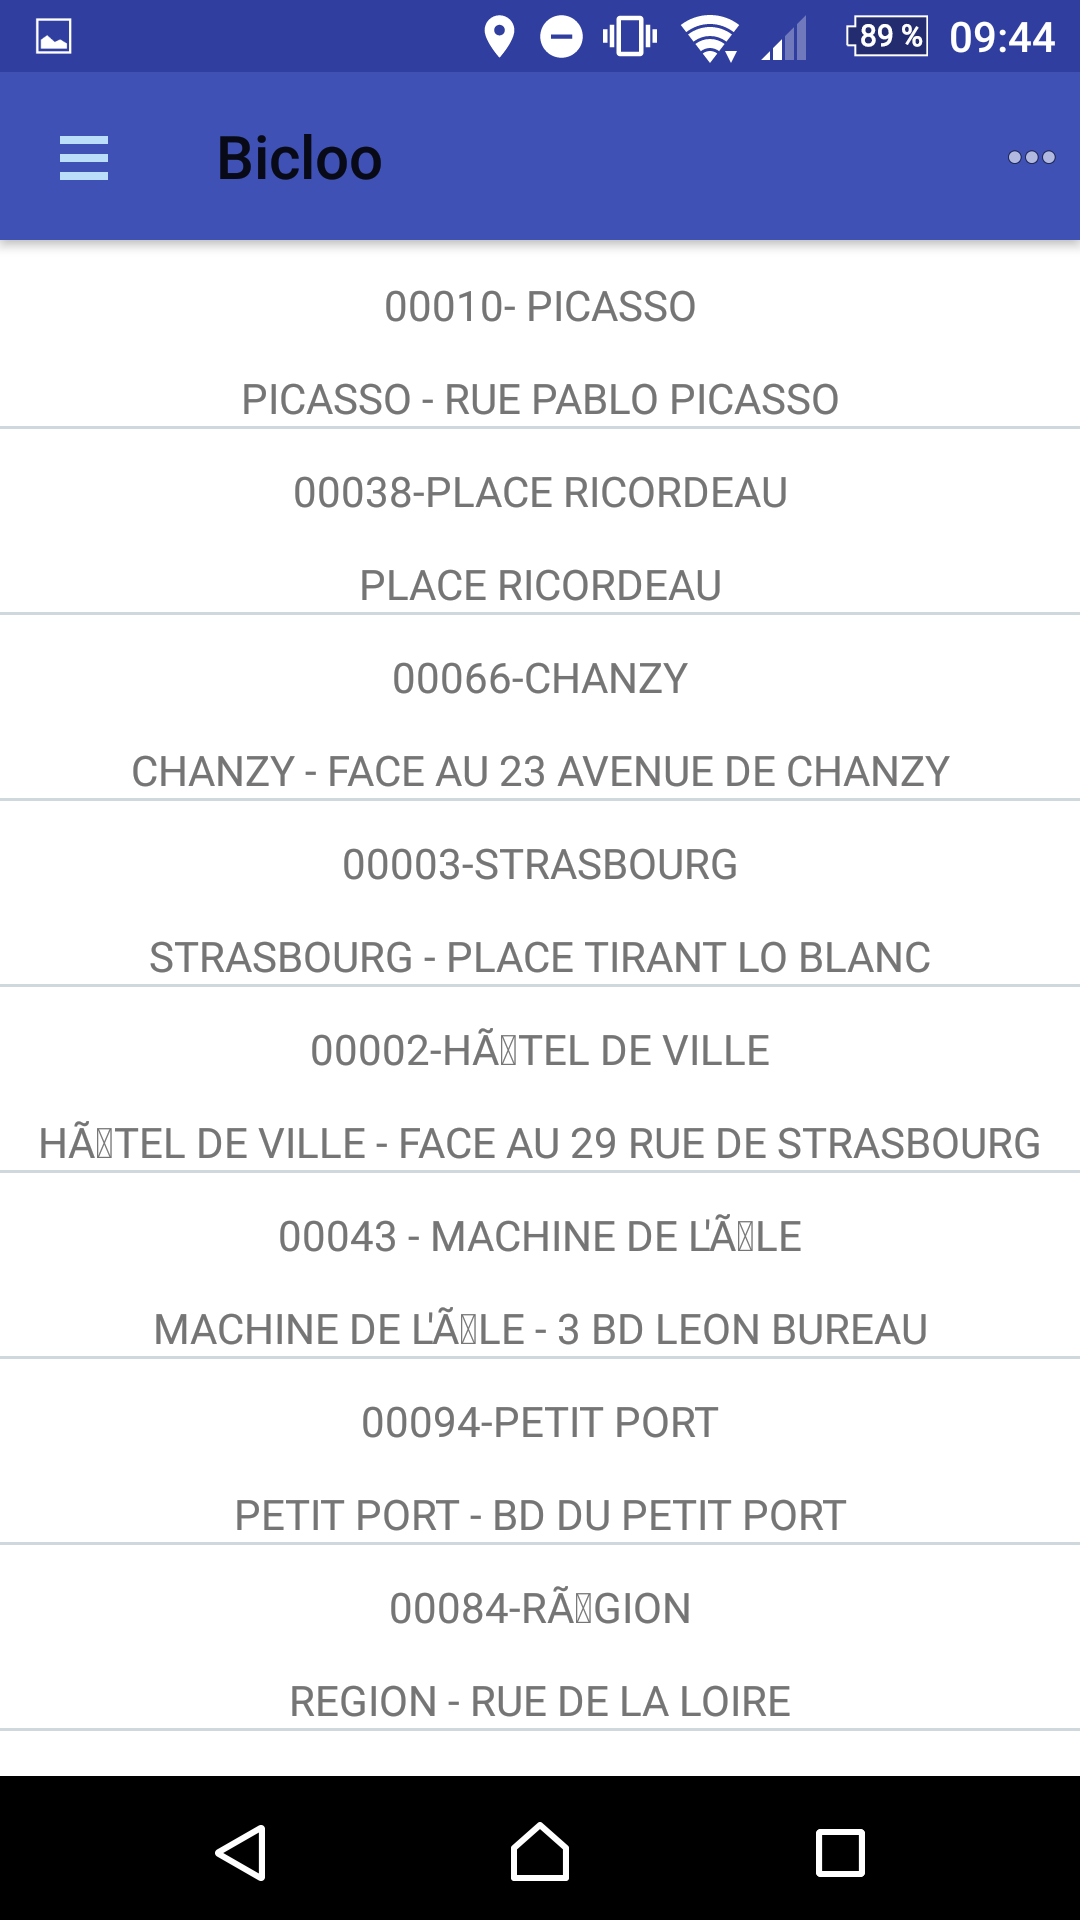 89 % 09:44
Bicloo
00010- PICASSO
PICASSO - RUE PABLO PICASSO
00038-PLACE RICORDEAU
PLACE RICORDEAU
00066-CHANZY
CHANZY - FACE AU 23 AVENUE DE CHANZY
00003-STRASBOURG
STRASBOURG - PLACE TIRANT LO BLANC
00002-HÃ�TEL DE VILLE
HÃ�TEL DE VILLE - FACE AU 29 RUE DE STRASBOURG
00043 - MACHINE DE L'Ã�LE
MACHINE DE L'Ã�LE - 3 BD LEON BUREAU
00094-PETIT PORT
PETIT PORT - BD DU PETIT PORT
00084-RÃ�GION
REGION - RUE DE LA LOIRE